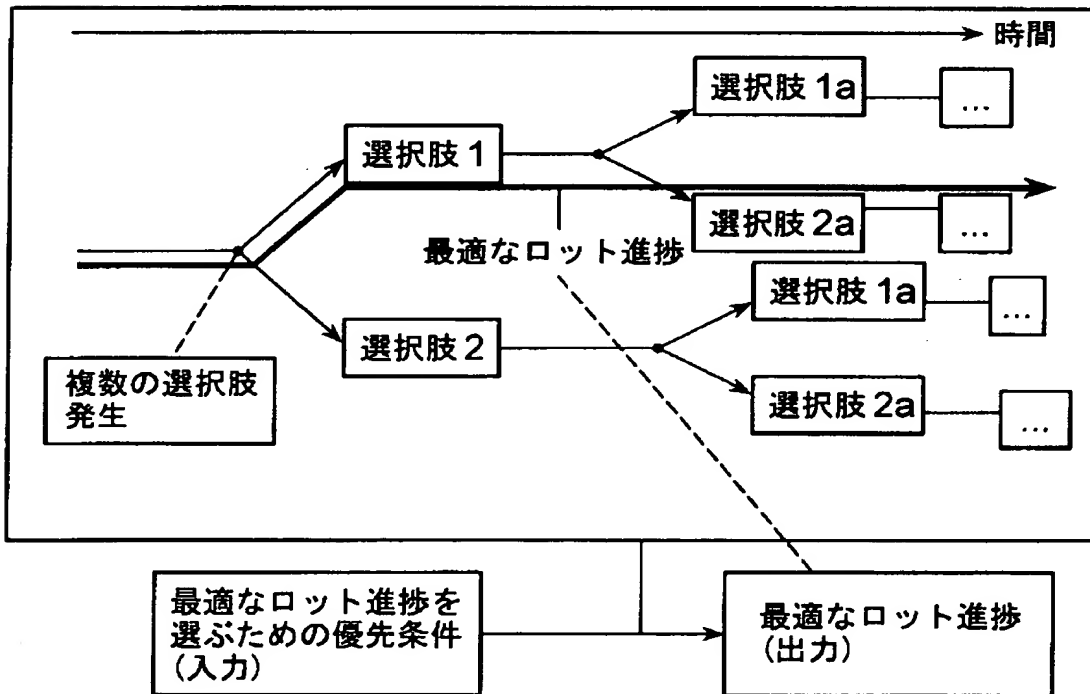 時間
選択肢 1a
...
選択肢 1
選択肢 2a
...
最適なロット進捗
選択肢 1a
...
選択肢 2
複数の選択肢
発生
選択肢 2a
...
最適なロット進捗を
選ぶための優先条件
(入力)
最適なロット進捗
(出力)